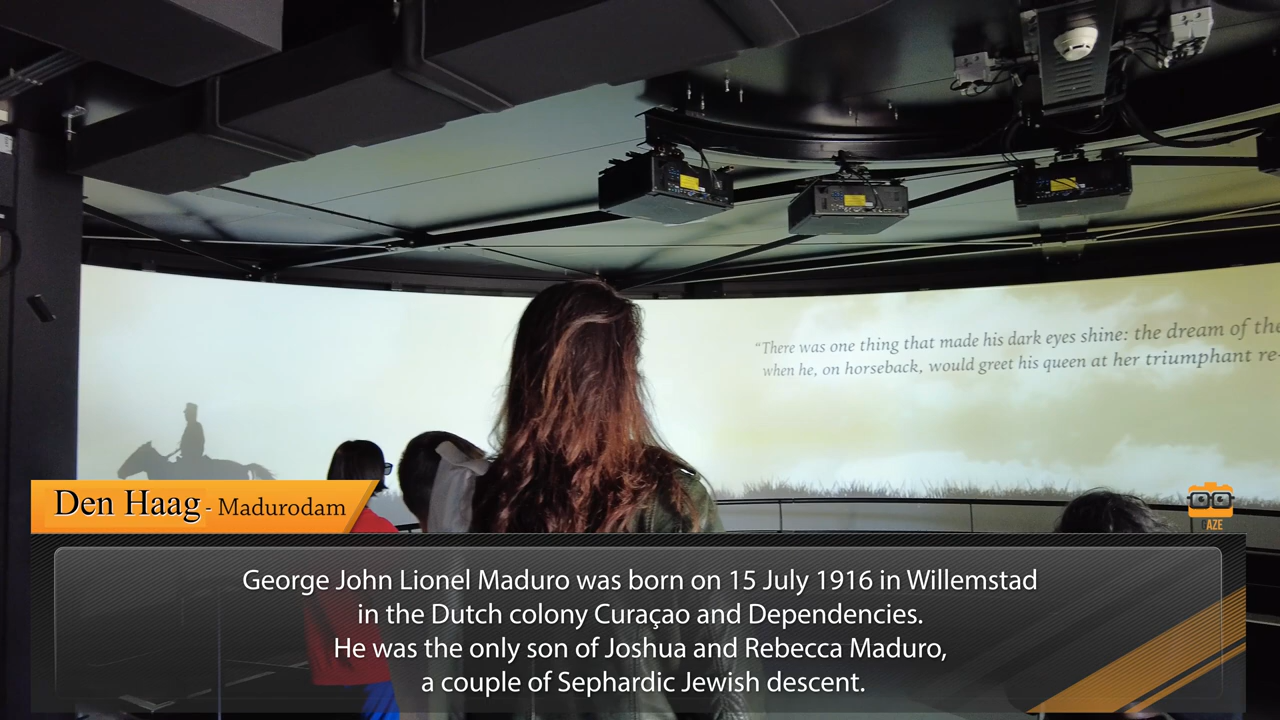 “There was one thing that made his dark eyes shine: the dream of the
when he, on horseback, would greet his queen at her triumphant re-
Den Haag - Madurodam
GAZE
George John Lionel Maduro was born on 15 July 1916 in Willemstad
in the Dutch colony Curaçao and Dependencies.
He was the only son of Joshua and Rebecca Maduro,
a couple of Sephardic Jewish descent.